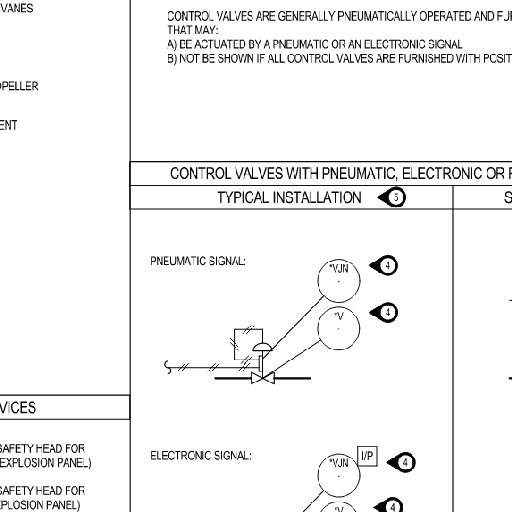 VANES
CONTROL VALVES ARE GENERALLY PNEUMATICALLY OPERATED AND FU
THAT MAY:
A) BE ACTUATED BY A PNEUMATIC OR AN ELECTRONIC SIGNAL
B) NOT BE SHOWN IF ALL CONTROL VALVES ARE FURNISHED WITH POSIT
OPELLER
ENT
CONTROL VALVES WITH PNEUMATIC, ELECTRONIC OR
TYPICAL INSTALLATION
S
PNEUMATIC SIGNAL:
*VJN
4
*V
4
VICES
SAFETY HEAD FOR
EXPLOSION PANEL)
ELECTRONIC SIGNAL:
*VJN
I/P
4
SAFETY HEAD FOR
XPLOSION PANEL)
*V
4